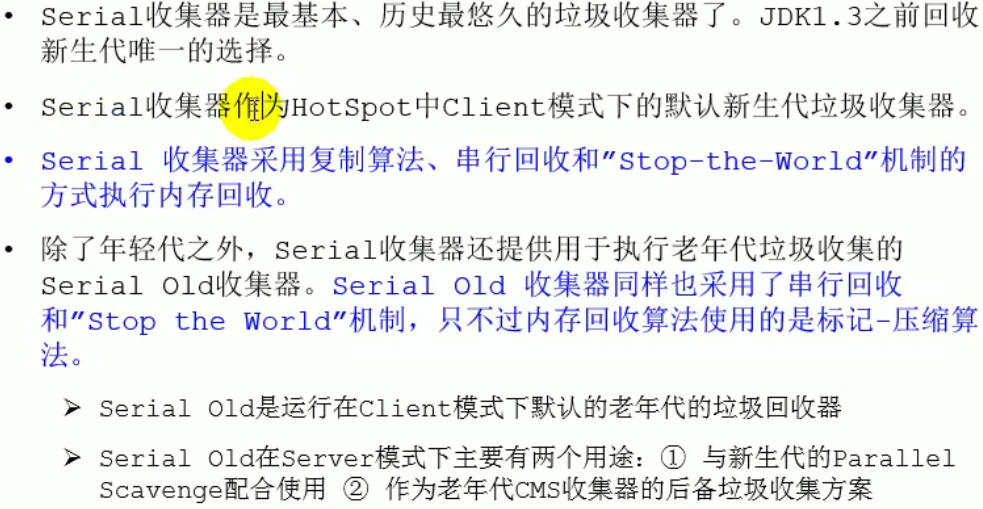 • Serial收集器是最基本、历史最悠久的垃圾收集器了。JDK1.3之前回收
新生代唯一的选择。
• Serial收集器作为HotSpot中Client模式下的默认新生代垃圾收集器。
• Serial 收集器采用复制算法、串行回收和"Stop-the-World"机制的
方式执行内存回收。
• 除了年轻代之外，Serial收集器还提供用于执行老年代垃圾收集的
Serial Old收集器。Serial Old 收集器同样也采用了串行回收
和"Stop the World"机制，只不过内存回收算法使用的是标记-压缩算
法。
➢ Serial Old是运行在Client模式下默认的老年代的垃圾回收器
➢ Serial Old在Server模式下主要有两个用途：① 与新生代的Parallel
Scavenge配合使用 ② 作为老年代CMS收集器的后备垃圾收集方案